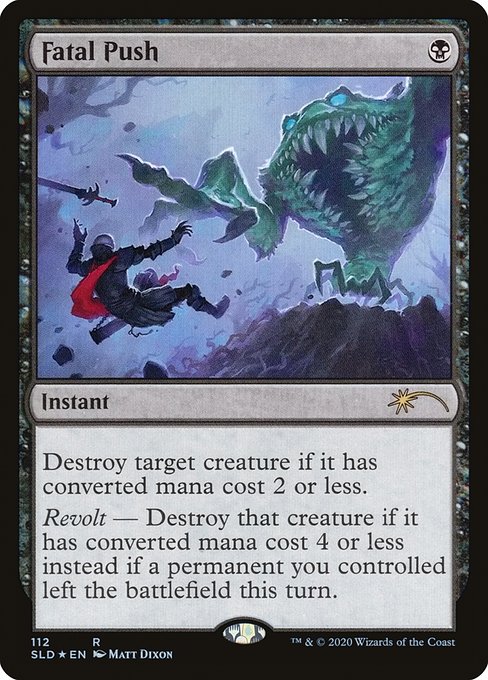 Fatal Push
Instant
Destroy target creature if it has
converted mana cost 2 or less.
Revolt — Destroy that creature if it
has converted mana cost 4 or less
instead if a permanent you controlled
left the battlefield this turn.
112 R
SLD ★ EN Matt Dixon
™ & © 2020 Wizards of the Coast